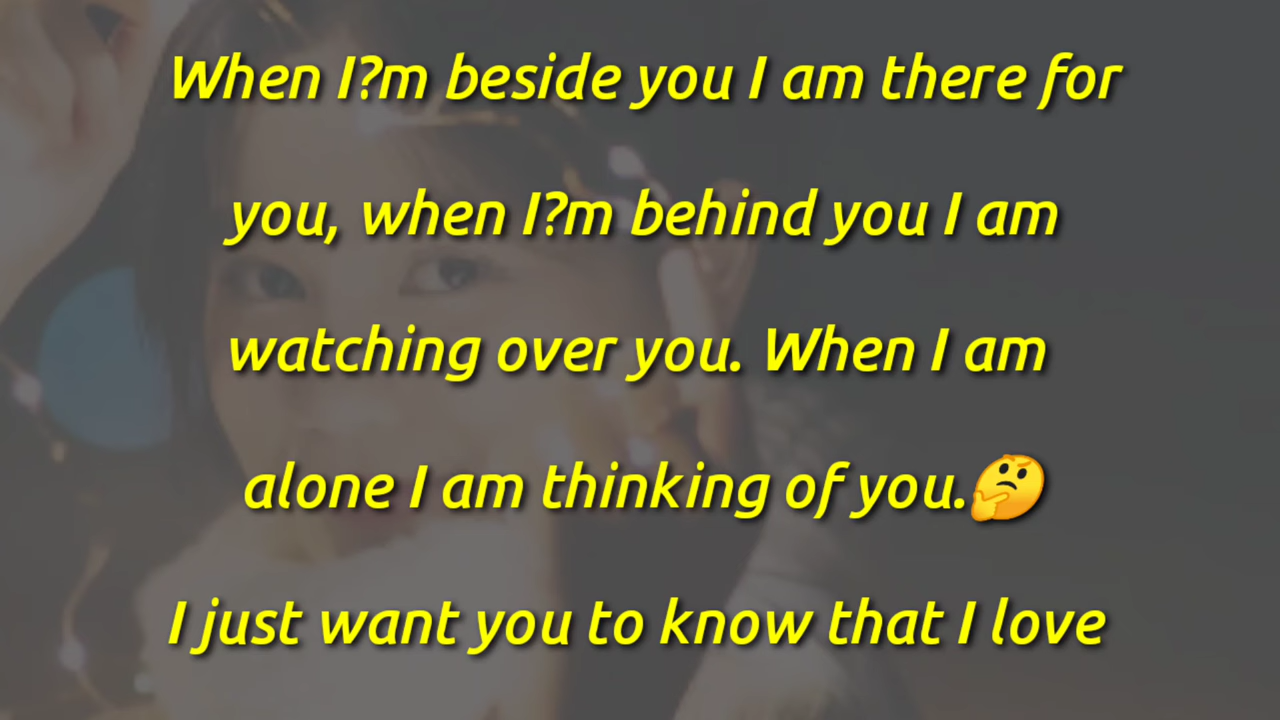 When I?m beside you I am there for
you, when I?m behind you I am
watching over you. When I am
alone I am thinking of you.🤔
I just want you to know that I love